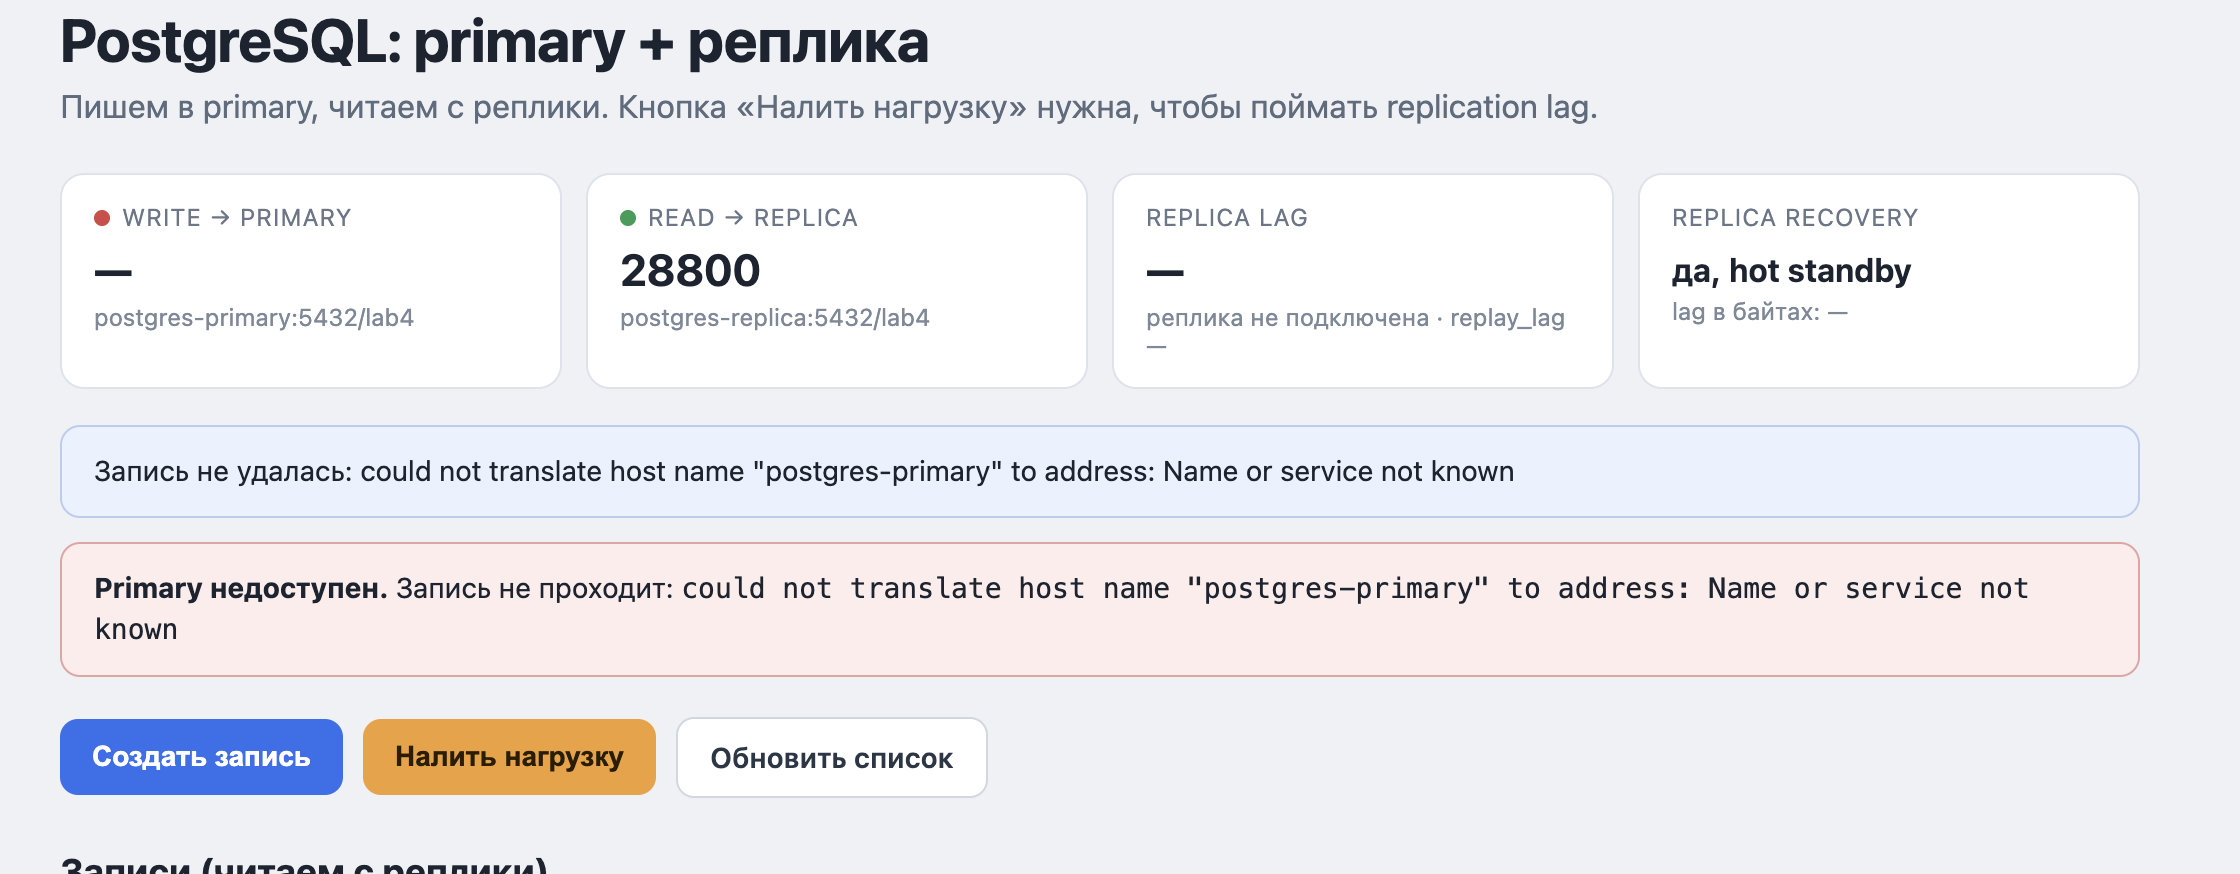 PostgreSQL: primary + реплика
Пишем в primary, читаем с реплики. Кнопка «Налить нагрузку» нужна, чтобы поймать replication lag.
WRITE → PRIMARY
—
postgres-primary:5432/lab4
READ → REPLICA
28800
postgres-replica:5432/lab4
REPLICA LAG
—
реплика не подключена · replay_lag
—
REPLICA RECOVERY
да, hot standby
lag в байтах: —
Запись не удалась: could not translate host name "postgres-primary" to address: Name or service not known
Primary недоступен. Запись не проходит: could not translate host name "postgres-primary" to address: Name or service not
known
Создать запись
Налить нагрузку
Обновить список
Записи (читаем с реплики)